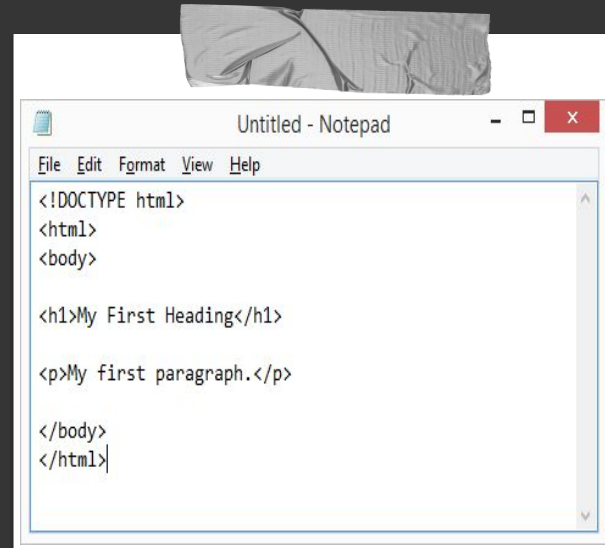 Untitled - Notepad
File Edit Format View Help
<!DOCTYPE html>
<html>
<body>
<h1>My First Heading</h1>
<p>My first paragraph.</p>
</body>
</html>